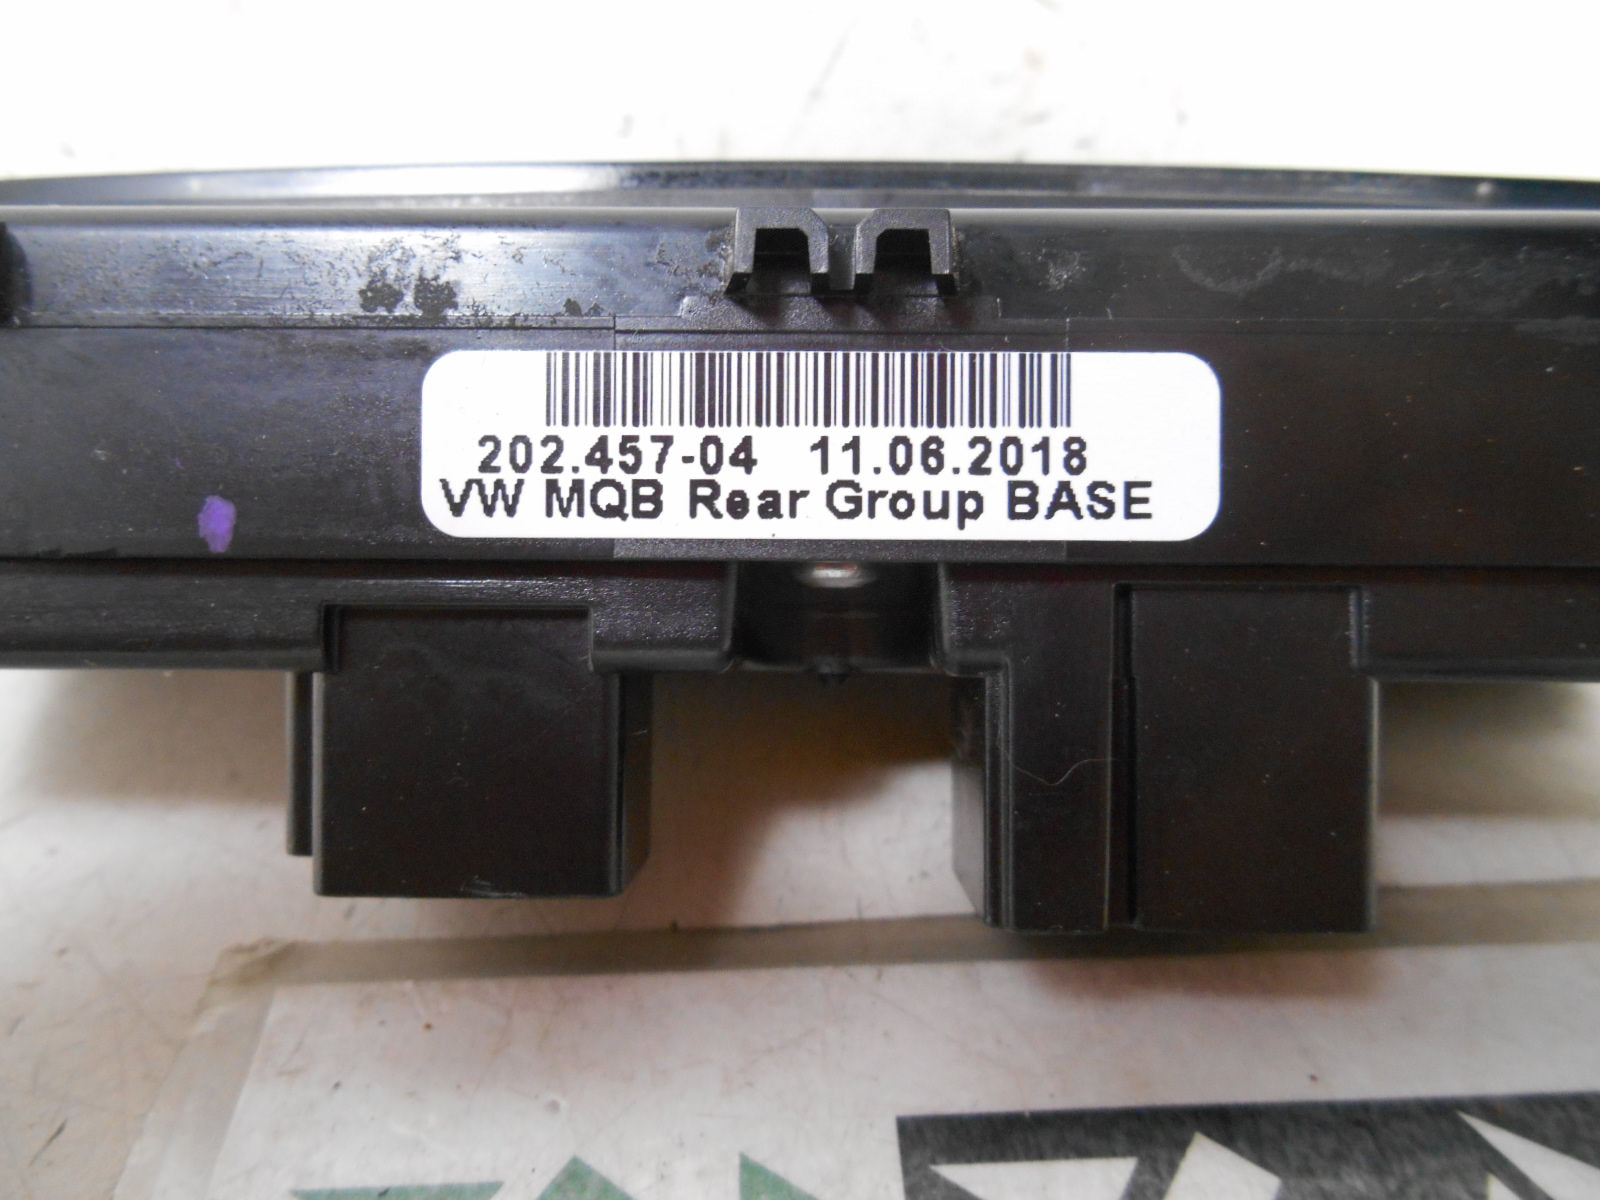 202.457-04 11.06.2018
VW MQB Rear Group BASE